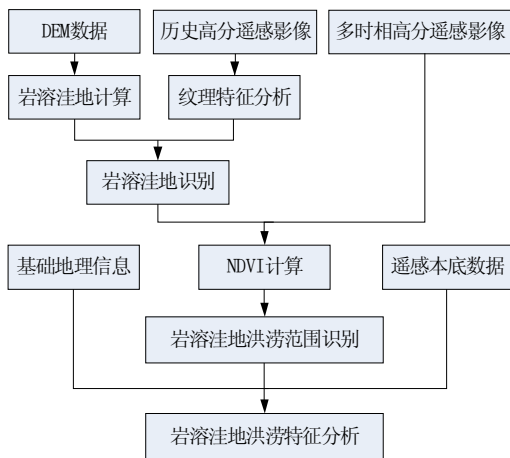 DEM数据
历史高分遥感影像
多时相高分遥感影像
岩溶洼地计算
纹理特征分析
岩溶洼地识别
基础地理信息
NDVI计算
遥感本底数据
岩溶洼地洪涝范围识别
岩溶洼地洪涝特征分析